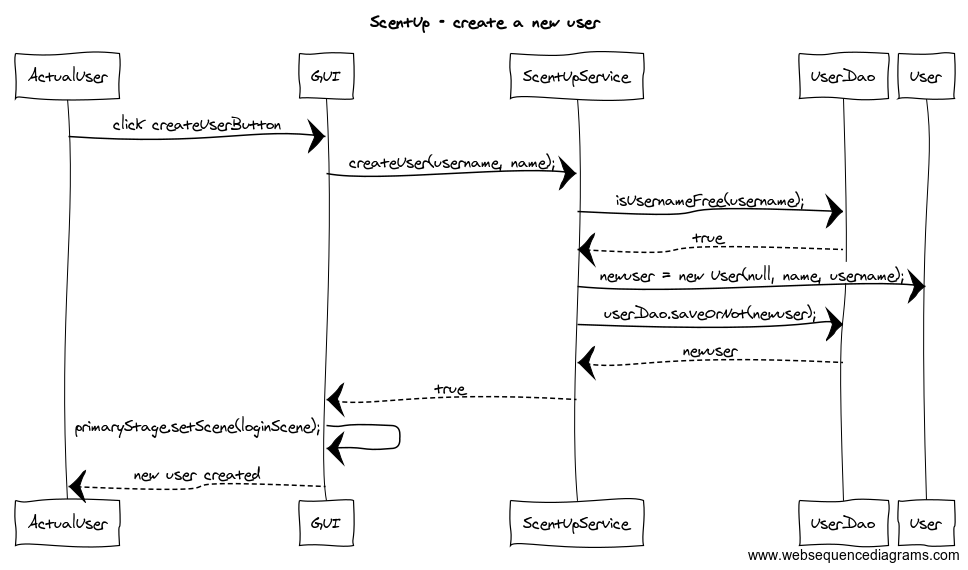 ScentUp - create a new user
ActualUser
GUI
ScentUpService
UserDao
User
click createUserButton
createUser(username, name);
isUsernameFree(username);
true
newuser = new User(null, name, username);
userDao.saveOrNot(newuser);
newuser
true
primaryStage.setScene(loginScene);
new user created
ActualUser
GUI
ScentUpService
UserDao
User
www.websequencediagrams.com